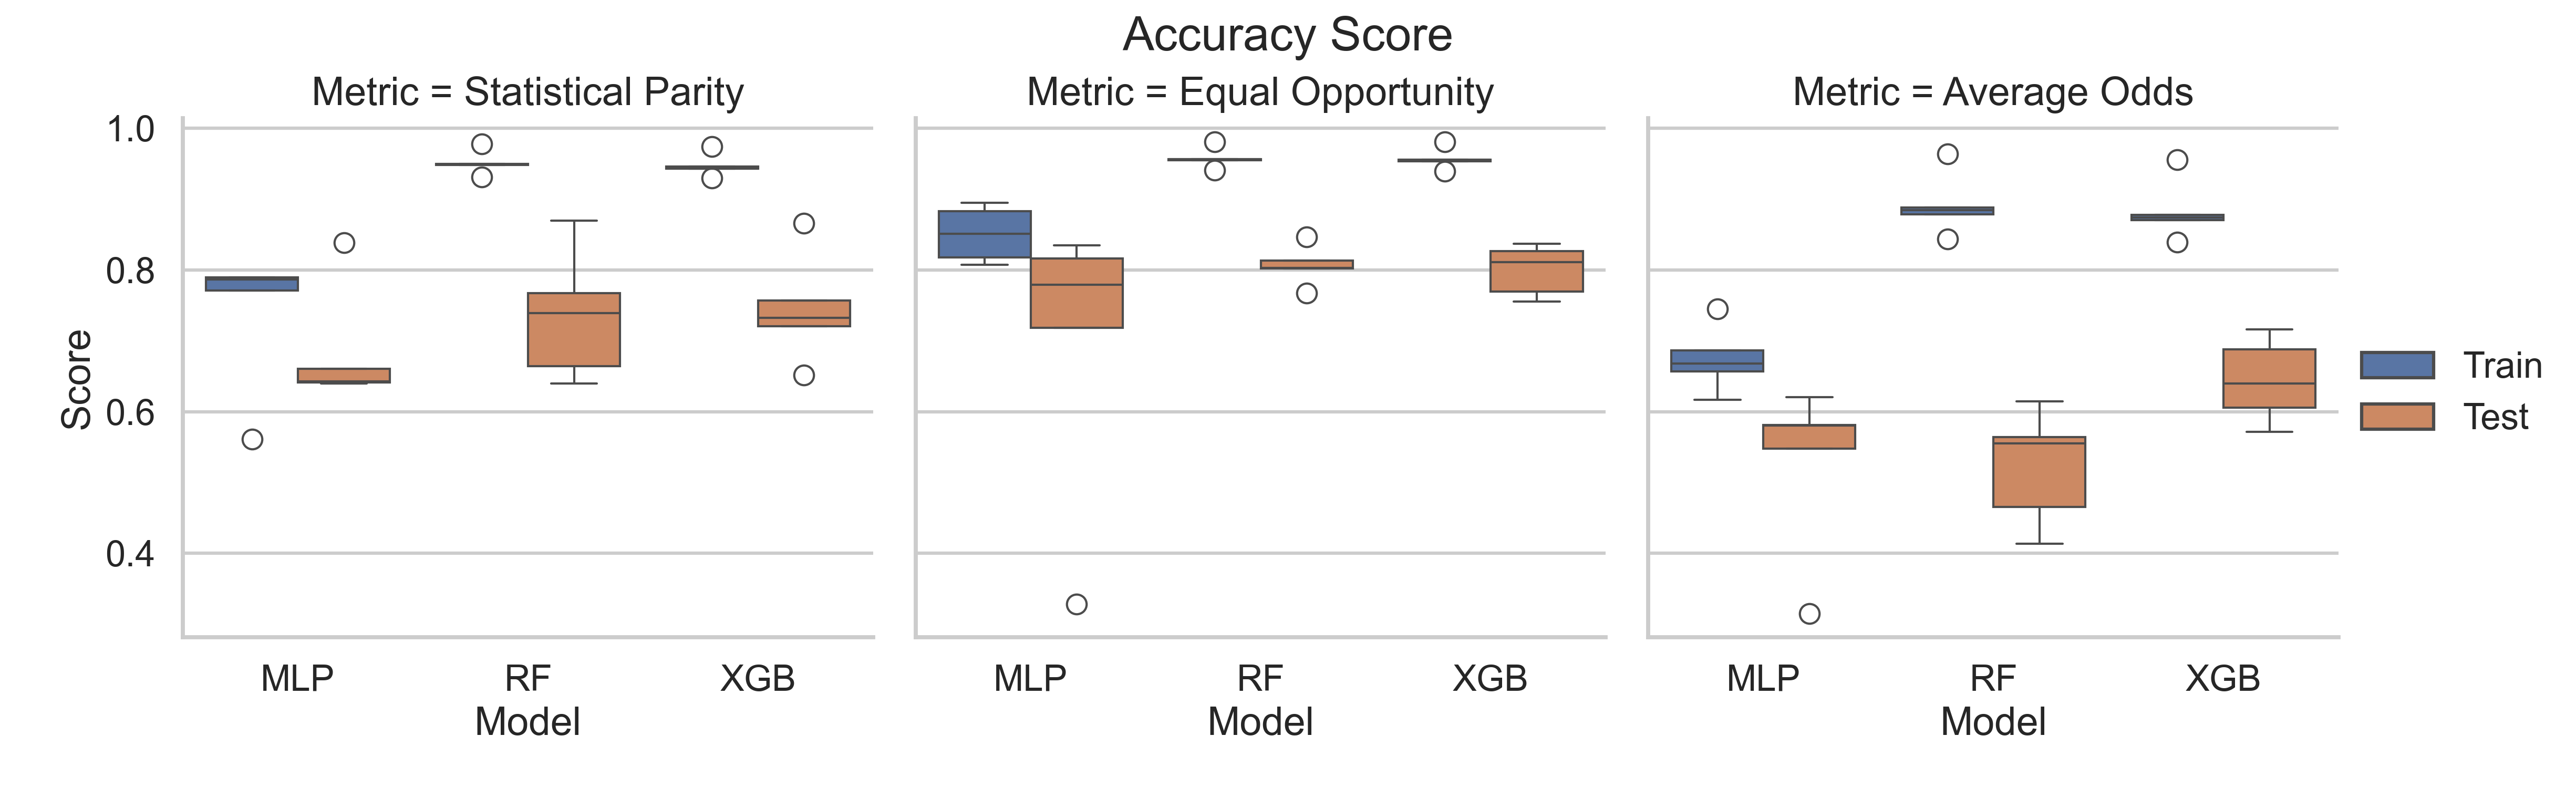 Accuracy Score
Metric = Statistical Parity
Metric = Equal Opportunity
Metric = Average Odds
Score
1.0
0.8
0.6
0.4
MLP
RF
XGB
Model
MLP
RF
XGB
Model
MLP
RF
XGB
Model
Train
Test